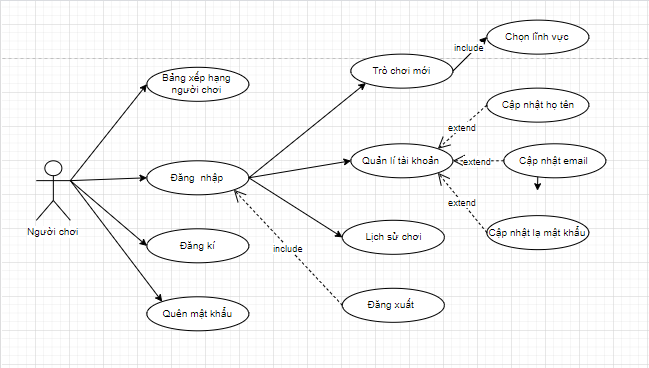 Chọn lĩnh vực
include
Trò chơi mới
Bảng xếp hạng
người chơi
Cập nhật họ tên
extend
Quản lí tài khoản
extend
Cập nhật email
Đăng nhập
extend
Người chơi
Cập nhật lạ mật khẩu
Lịch sử chơi
Đăng kí
include
Đăng xuất
Quên mật khẩu